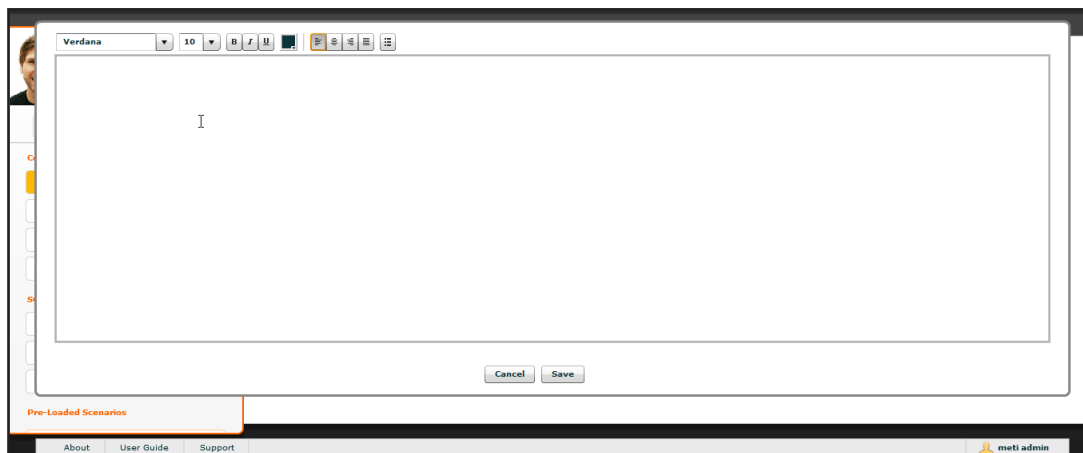 Verdana 10 B I U
C
S
Cancel Save
Pre-Loaded Scenarios
About User Guide Support meti admin